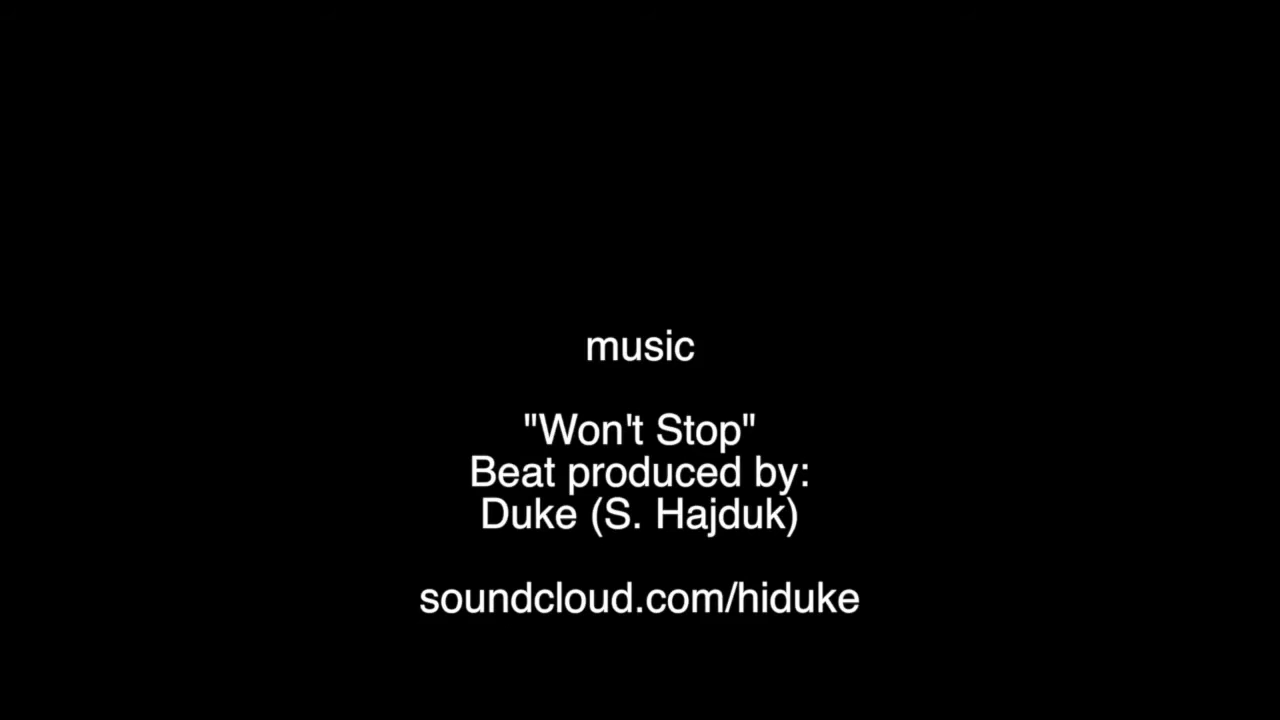 music
"Won't Stop"
Beat produced by:
Duke (S. Hajduk)
soundcloud.com/hiduke